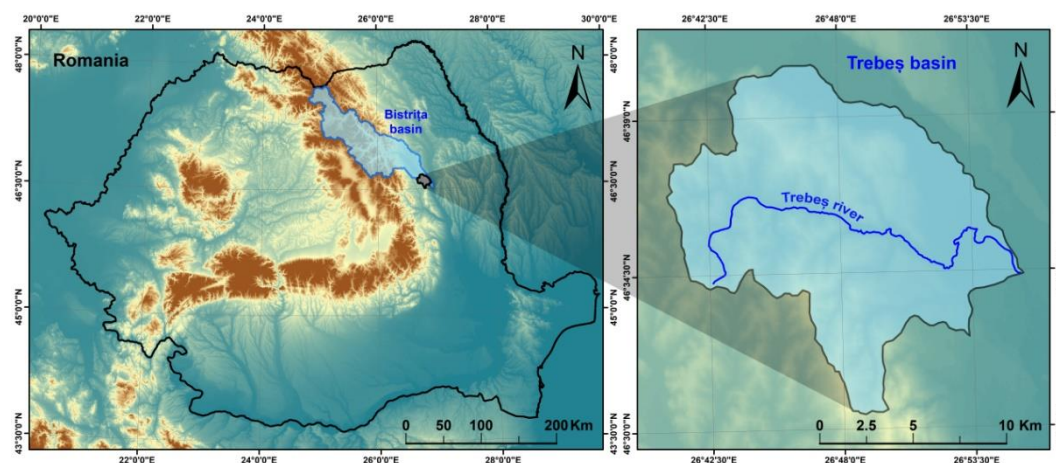 20°0'0"E 22°0'0"E 24°0'0"E 26°0'0"E 28°0'0"E 30°0'0"E
26°42'30"E 26°48'0"E 26°53'30"E
48°0'0"N
Romania
N
Trebeș basin
N
Bistrița
basin
46°30'0"N
46°30'0"N
Trebeș river
45°0'0"N
45°0'0"N
0 50 100 200 Km
0 2.5 5 10 Km
43°30'0"N
22°0'0"E 24°0'0"E 26°0'0"E 28°0'0"E
26°42'30"E 26°48'0"E 26°53'30"E